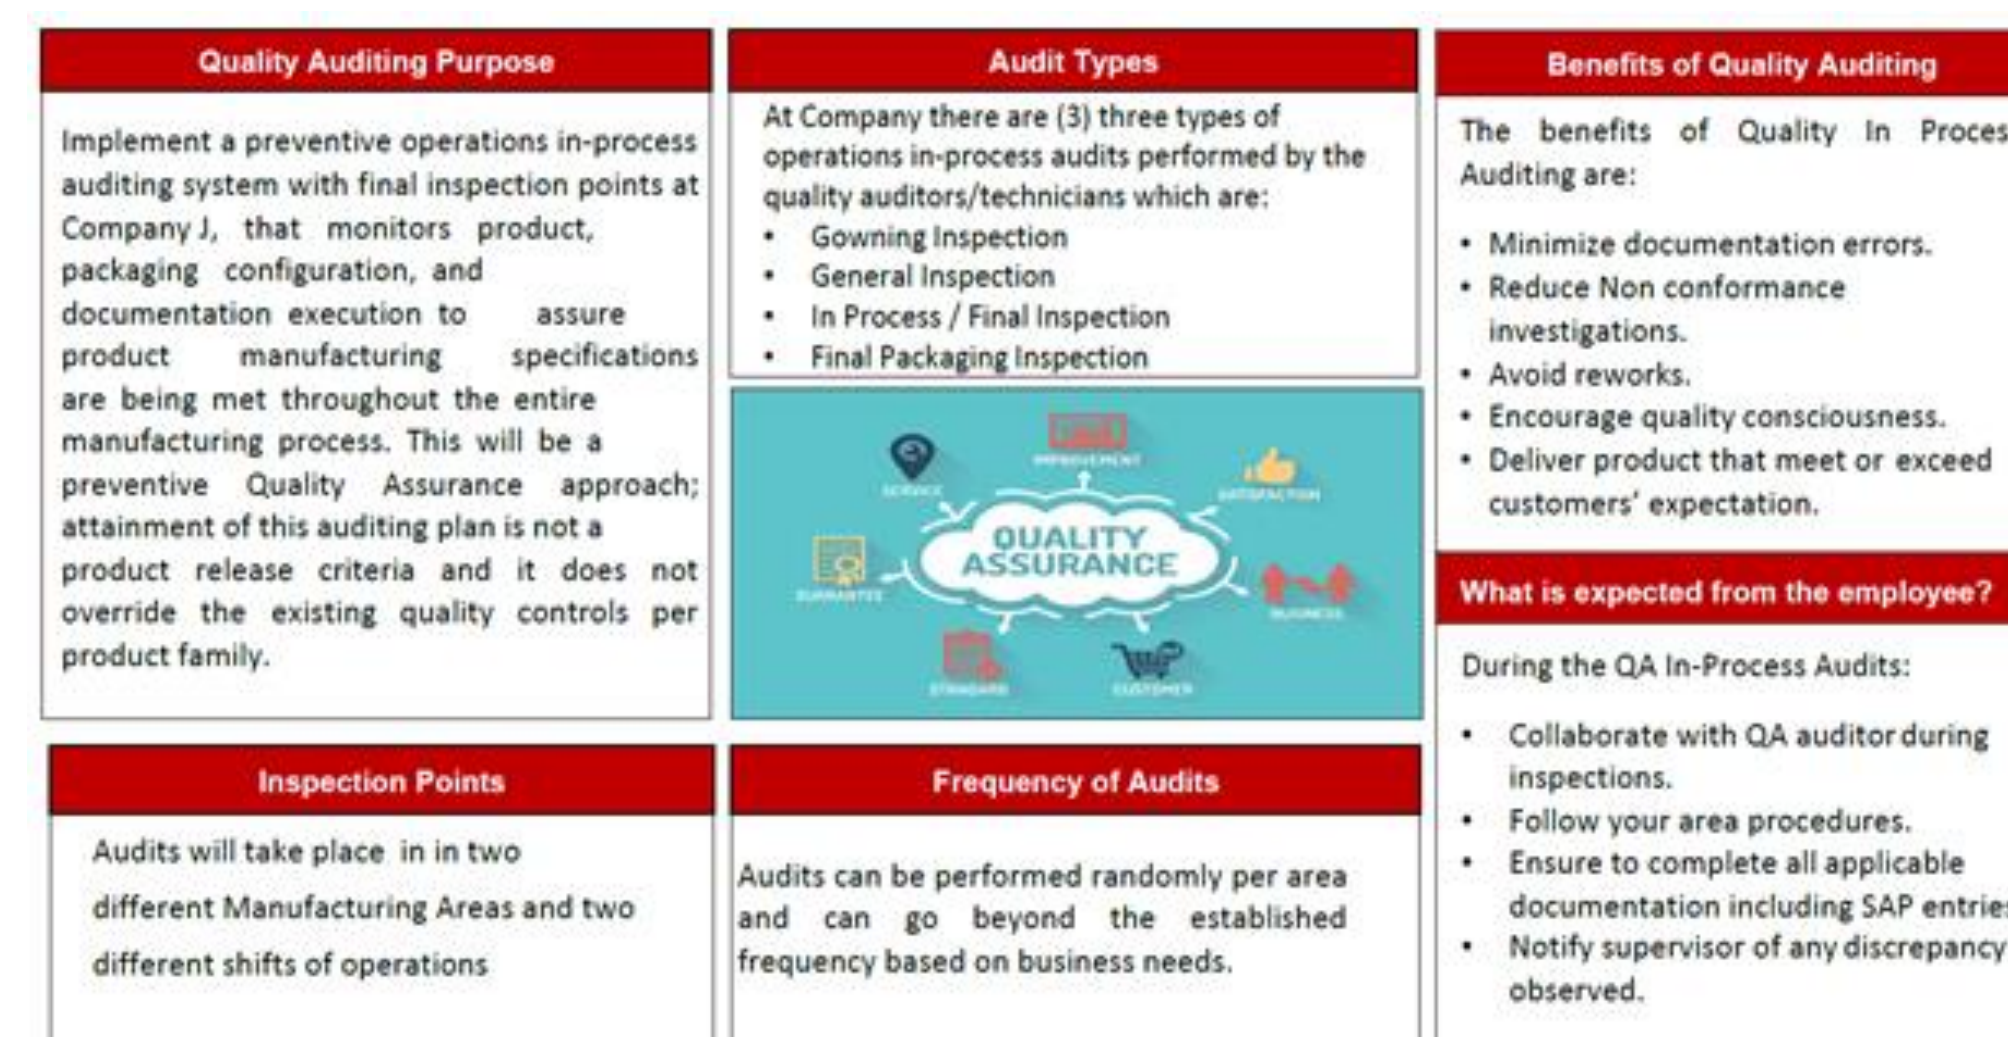 Quality Auditing Purpose
Implement a preventive operations in-process
auditing system with final inspection points at
Company J, that monitors product,
packaging configuration, and
documentation execution to assure
product manufacturing specifications
are being met throughout the entire
manufacturing process. This will be a
preventive Quality Assurance approach;
attainment of this auditing plan is not a
product release criteria and it does not
override the existing quality controls per
product family.
Audit Types
At Company there are (3) three types of
operations in-process audits performed by the
quality auditors/technicians which are:
• Gowning Inspection
• General Inspection
• In Process / Final Inspection
• Final Packaging Inspection
IMPROVEMENT
SERVICE
SATISFACTION
QUALITY
ASSURANCE
GUARANTEE
BUSINESS
STANDARD
CUSTOMER
Benefits of Quality Auditing
The benefits of Quality In Proces
Auditing are:
• Minimize documentation errors.
• Reduce Non conformance
investigations.
• Avoid reworks.
• Encourage quality consciousness.
• Deliver product that meet or exceed
customers' expectation.
What is expected from the employee?
During the QA In-Process Audits:
• Collaborate with QA auditor during
inspections.
• Follow your area procedures.
• Ensure to complete all applicable
documentation including SAP entries
• Notify supervisor of any discrepancy
observed.
Inspection Points
Audits will take place in in two
different Manufacturing Areas and two
different shifts of operations
Frequency of Audits
Audits can be performed randomly per area
and can go beyond the established
frequency based on business needs.